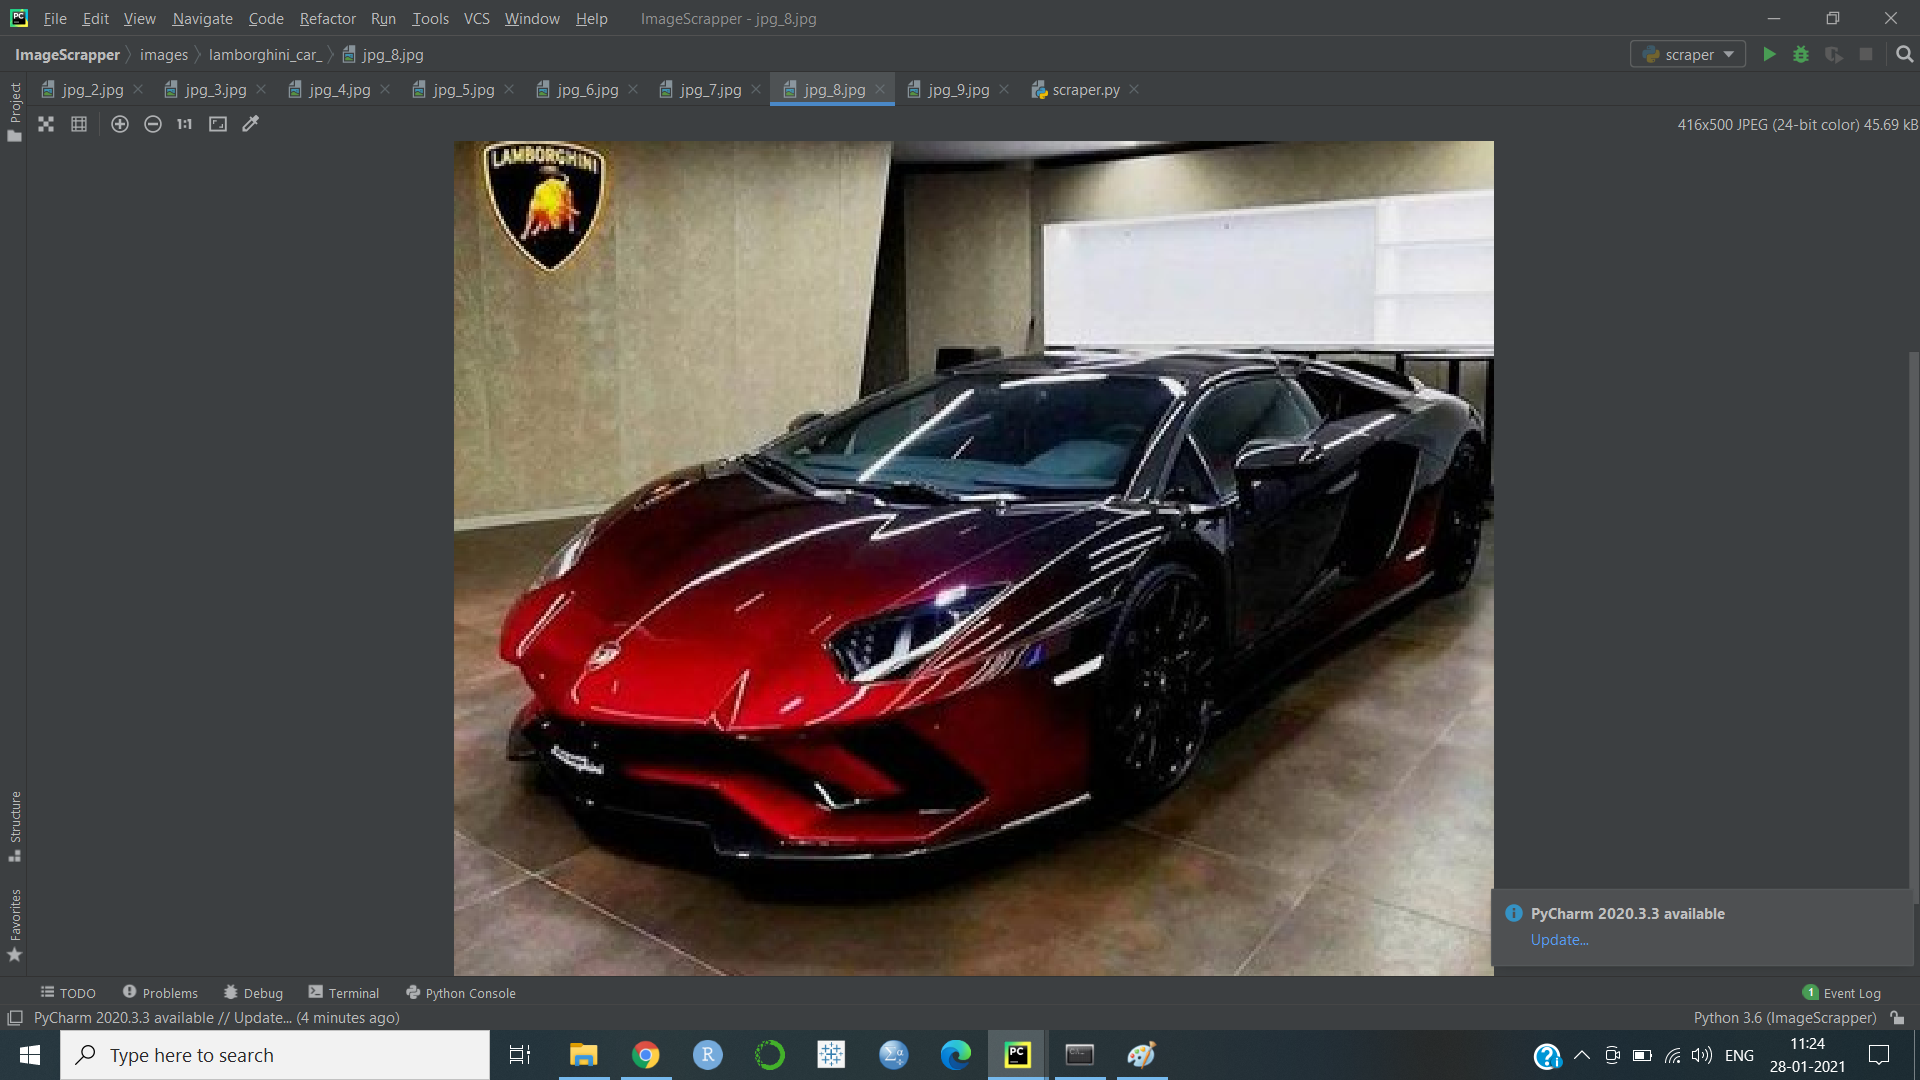 File Edit View Navigate Code Refactor Run Tools VCS Window Help ImageScrapper - jpg_8.jpg
ImageScrapper images lamborghini_car_ jpg_8.jpg scraper
jpg_2.jpg jpg_3.jpg jpg_4.jpg jpg_5.jpg jpg_6.jpg jpg_7.jpg jpg_8.jpg jpg_9.jpg scraper.py
Project
1:1 416x500 JPEG (24-bit color) 45.69 kB
LAMBORGHINI
Structure
Favorites
PyCharm 2020.3.3 available
Update...
TODO Problems Debug Terminal Python Console 1 Event Log
PyCharm 2020.3.3 available // Update... (4 minutes ago) Python 3.6 (ImageScrapper)
Type here to search R Σα PC ENG 11:24
28-01-2021